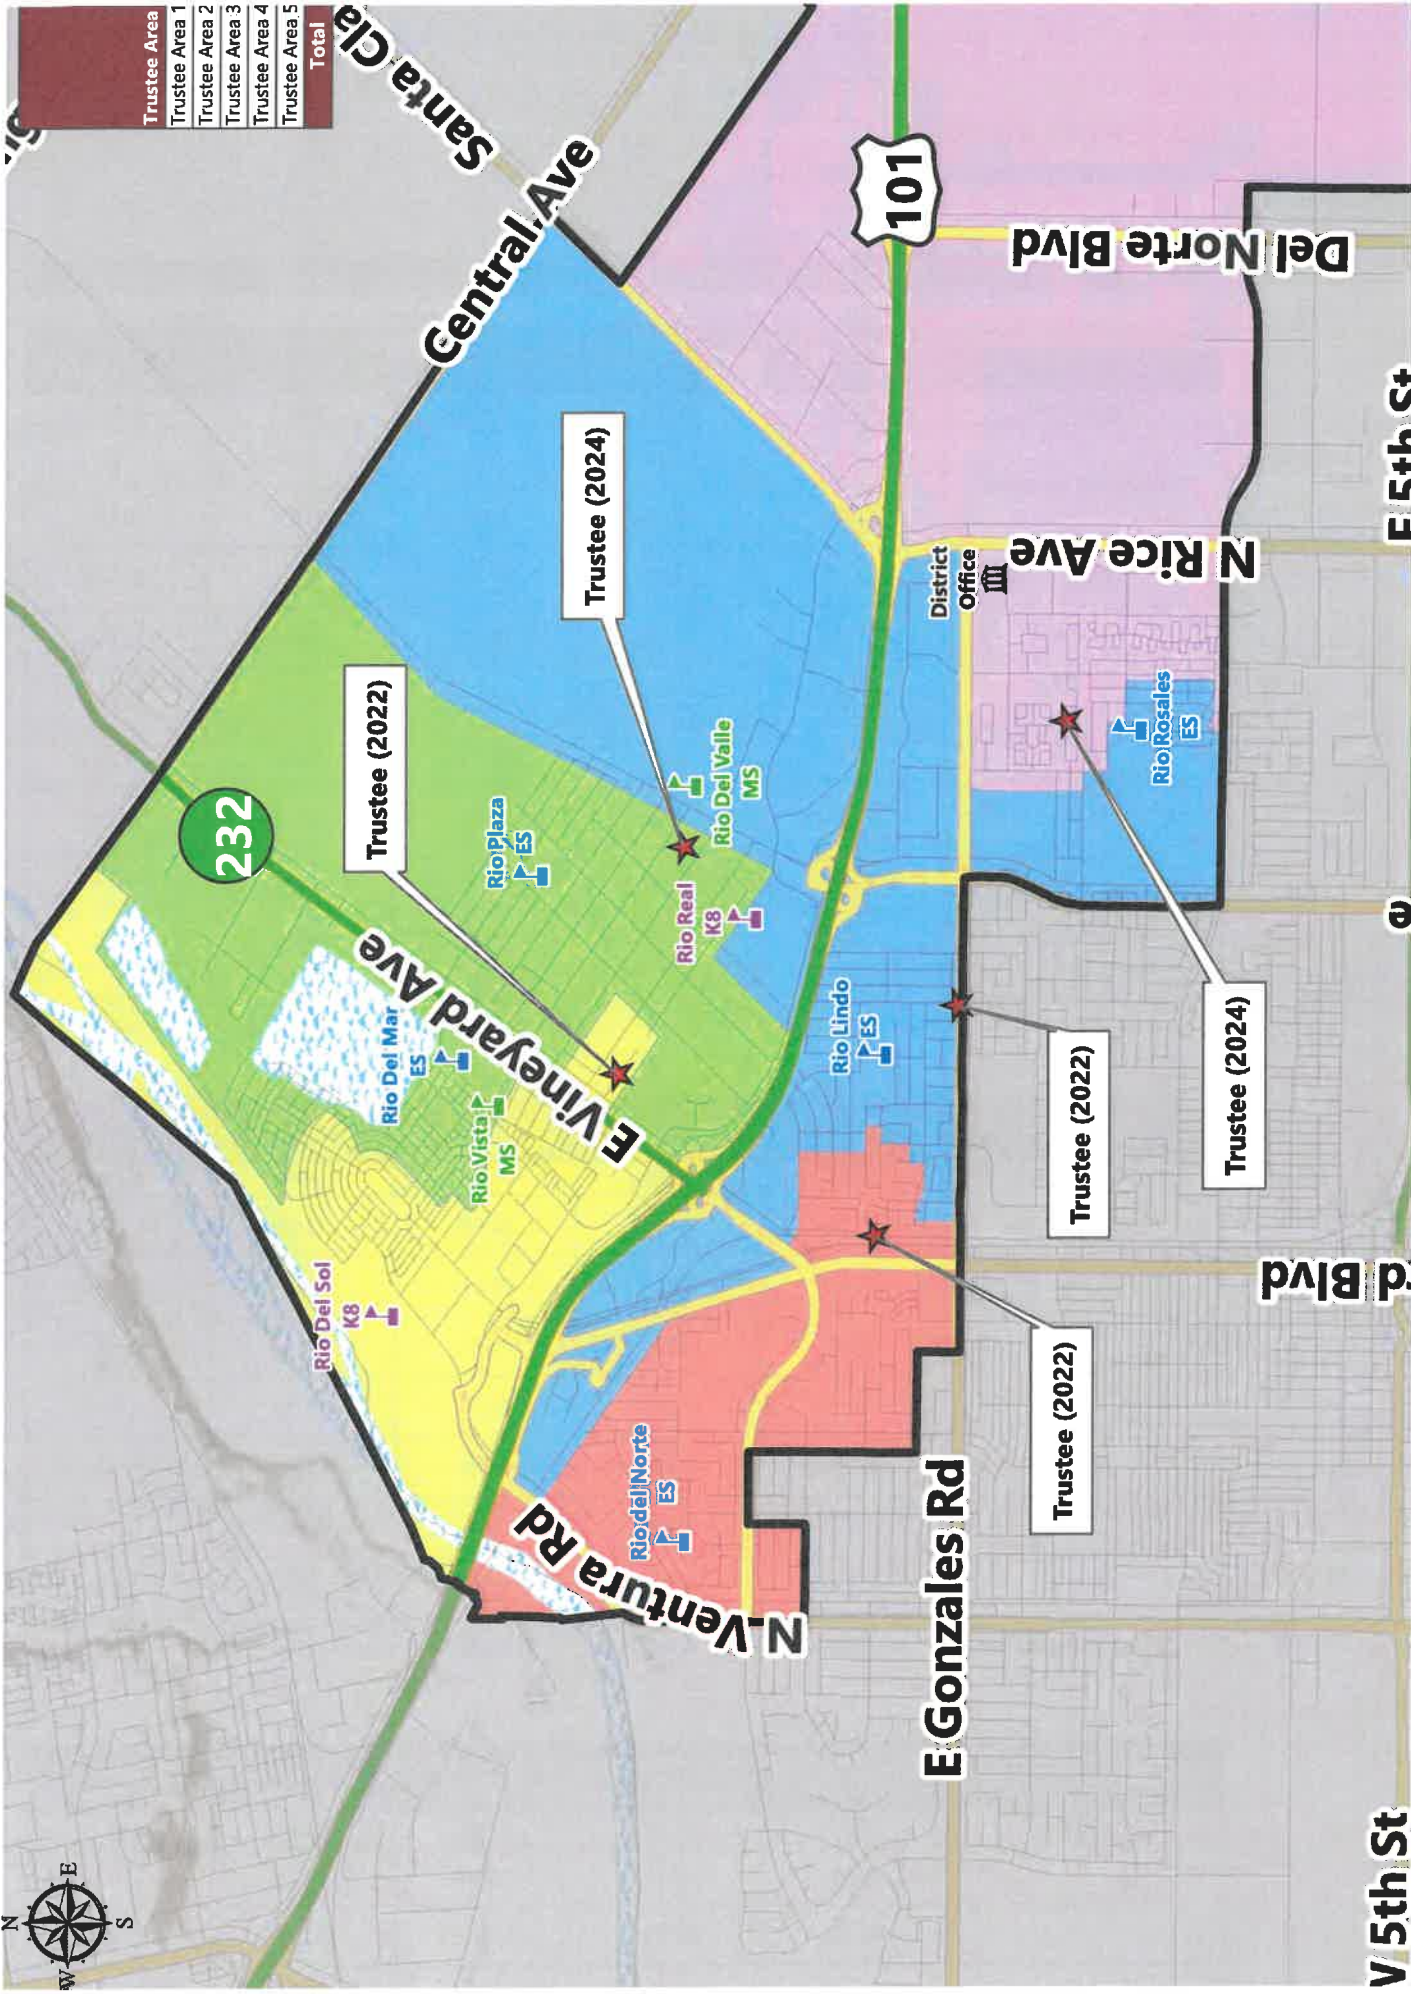 N
W
E
S
Trustee Area
Trustee Area 1
Trustee Area 2
Trustee Area 3
Trustee Area 4
Trustee Area 5
Total
Santa Cla
Central Ave
232
101
Trustee (2022)
Trustee (2024)
E Vineyard Ave
Rio Plaza
ES
Rio Del Mar
ES
Rio Vista
MS
Rio Del Sol
K8
Rio Del Valle
MS
Rio Real
K8
Rio Lindo
ES
Rio del Norte
ES
Rio Rosales
ES
District
Office
N Ventura Rd
E Gonzales Rd
N Rice Ave
Del Norte Blvd
Trustee (2022)
Trustee (2022)
Trustee (2024)
rd Blvd
e
5th St
E 5th St